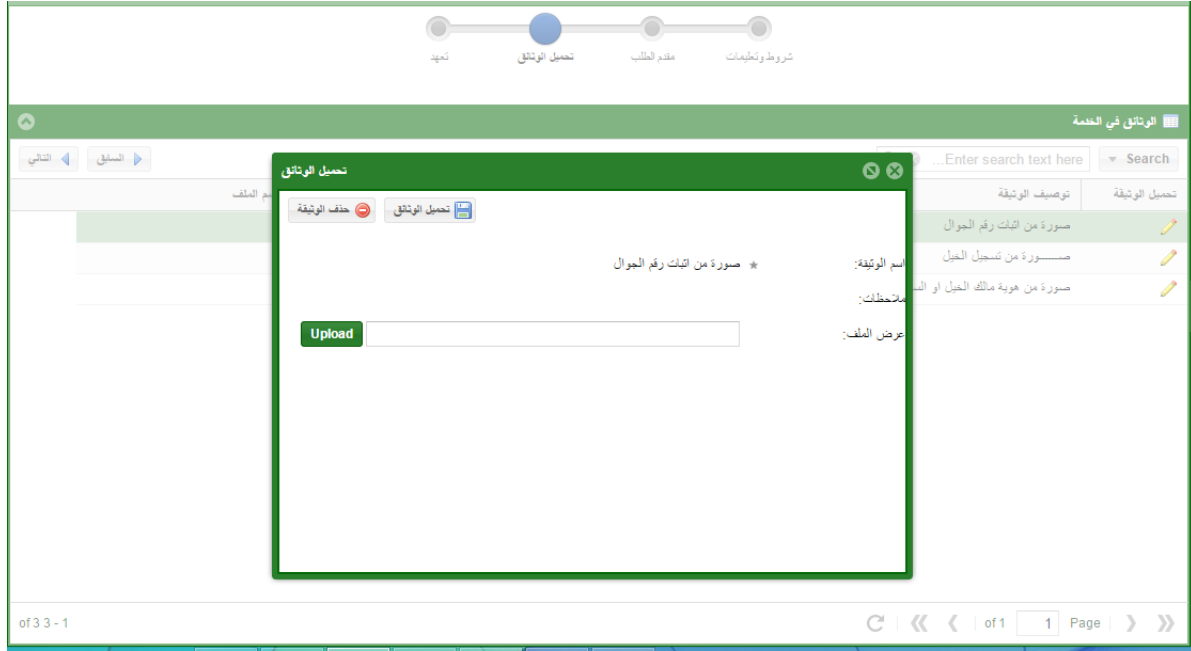 شروط وتعليمات
مقدم الطلب
تحميل الوثائق
تعهد
الوثائق في الخدمة
Search
Enter search text here...
السابق
التالي
تحميل الوثيقة
توصيف الوثيقة
اسم الملف
صورة من اثبات رقم الجوال
صـــــورة من تسجيل الخيل
صورة من هوية مالك الخيل او
تحميل الوثائق
تحميل الوثائق
حذف الوثيقة
اسم الوثيقة:
صورة من اثبات رقم الجوال *
ملاحظات:
عرض الملف:
Upload
Page 1 of 1
1 - 3 of 3